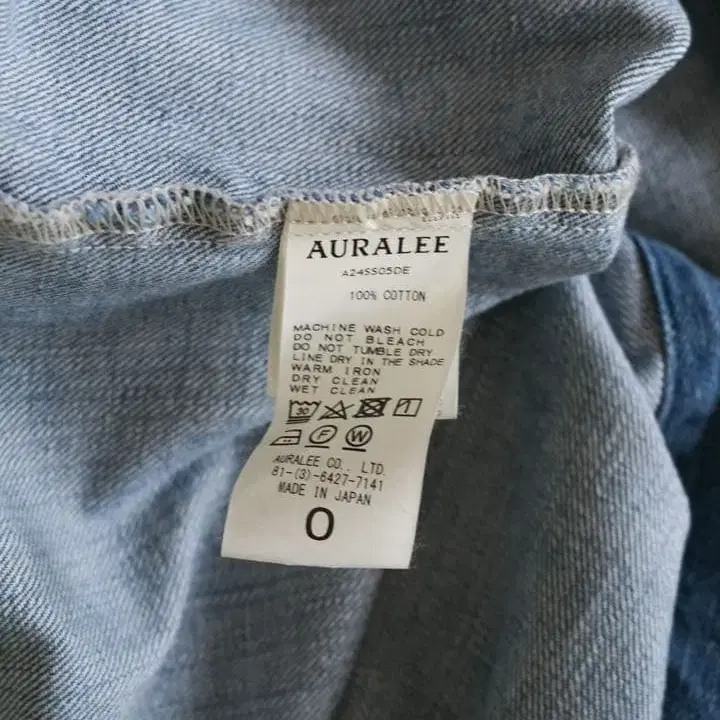 AURALEE
A24SS05DE
100% COTTON
MACHINE WASH COLD
DO NOT BLEACH
DO NOT TUMBLE DRY
LINE DRY IN THE SHADE
WARM IRON
DRY CLEAN
WET CLEAN
30 1
F W
AURALEE CO., LTD.
81-(3)-6427-7141
MADE IN JAPAN
0